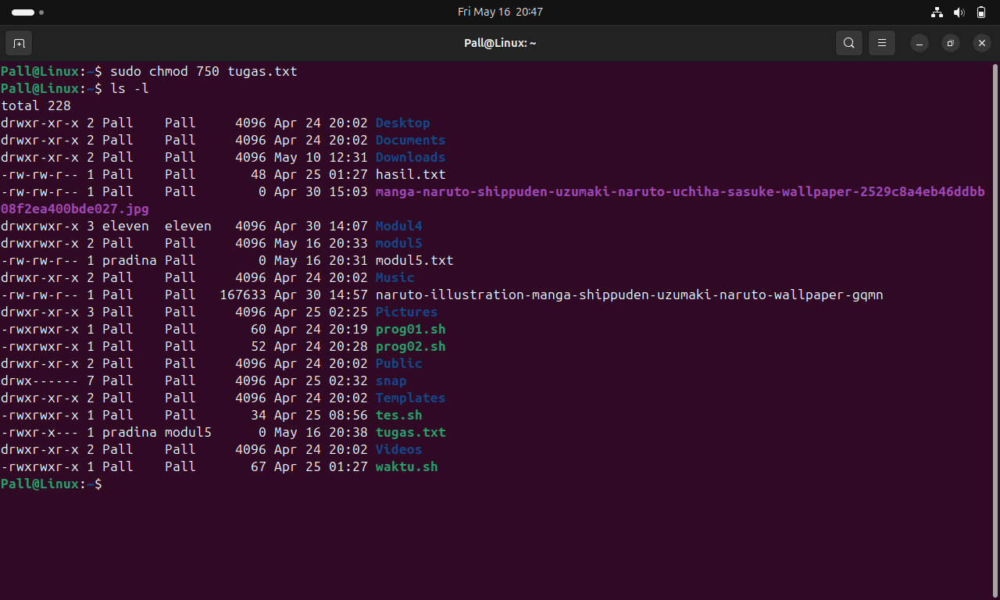 Fri May 16  20:47
Pall@Linux: ~
Pall@Linux:~$ sudo chmod 750 tugas.txt
Pall@Linux:~$ ls -l
total 228
drwxr-xr-x 2 Pall    Pall     4096 Apr 24 20:02 Desktop
drwxr-xr-x 2 Pall    Pall     4096 Apr 24 20:02 Documents
drwxr-xr-x 2 Pall    Pall     4096 May 10 12:31 Downloads
-rw-rw-r-- 1 Pall    Pall       48 Apr 25 01:27 hasil.txt
-rw-rw-r-- 1 Pall    Pall        0 Apr 30 15:03 manga-naruto-shippuden-uzumaki-naruto-uchiha-sasuke-wallpaper-2529c8a4eb46ddbb
08f2ea400bde027.jpg
drwxrwxr-x 3 eleven  eleven   4096 Apr 30 14:07 Modul4
drwxrwxr-x 2 Pall    Pall     4096 May 16 20:33 modul5
-rw-rw-r-- 1 pradina Pall        0 May 16 20:31 modul5.txt
drwxr-xr-x 2 Pall    Pall     4096 Apr 24 20:02 Music
-rw-rw-r-- 1 Pall    Pall   167633 Apr 30 14:57 naruto-illustration-manga-shippuden-uzumaki-naruto-wallpaper-gqmn
drwxr-xr-x 3 Pall    Pall     4096 Apr 25 02:25 Pictures
-rwxrwxr-x 1 Pall    Pall       60 Apr 24 20:19 prog01.sh
-rwxrwxr-x 1 Pall    Pall       52 Apr 24 20:28 prog02.sh
drwxr-xr-x 2 Pall    Pall     4096 Apr 24 20:02 Public
drwx------ 7 Pall    Pall     4096 Apr 25 02:32 snap
drwxr-xr-x 2 Pall    Pall     4096 Apr 24 20:02 Templates
-rwxrwxr-x 1 Pall    Pall       34 Apr 25 08:56 tes.sh
-rwxr-x--- 1 pradina modul5      0 May 16 20:38 tugas.txt
drwxr-xr-x 2 Pall    Pall     4096 Apr 24 20:02 Videos
-rwxrwxr-x 1 Pall    Pall       67 Apr 25 01:27 waktu.sh
Pall@Linux:~$